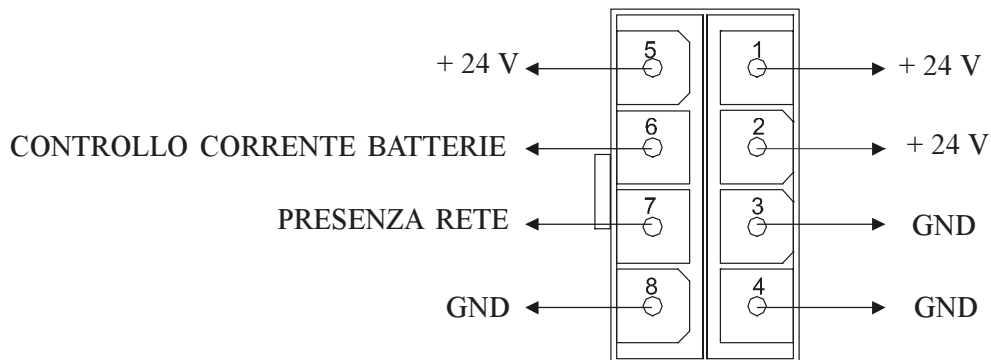 + 24 V 5 1 + 24 V
CONTROLLO CORRENTE BATTERIE 6 2 + 24 V
PRESENZA RETE 7 3 GND
GND 8 4 GND